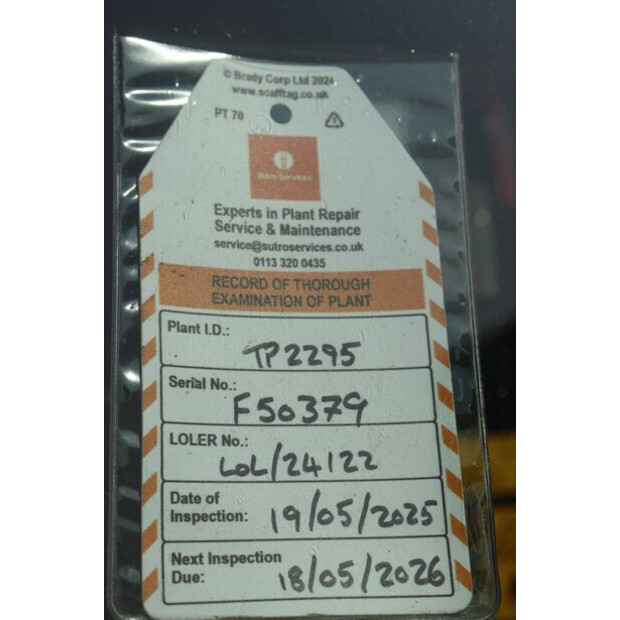 © Brady Corp Ltd 2024
www.scafftag.co.uk
PT 70
Sutro Services
Experts in Plant Repair
Service & Maintenance
service@sutroservices.co.uk
0113 320 0435
RECORD OF THOROUGH
EXAMINATION OF PLANT
Plant I.D.: TP2295
Serial No.: F50379
LOLER No.: LOL/24122
Date of
Inspection: 19/05/2025
Next Inspection
Due: 18/05/2026